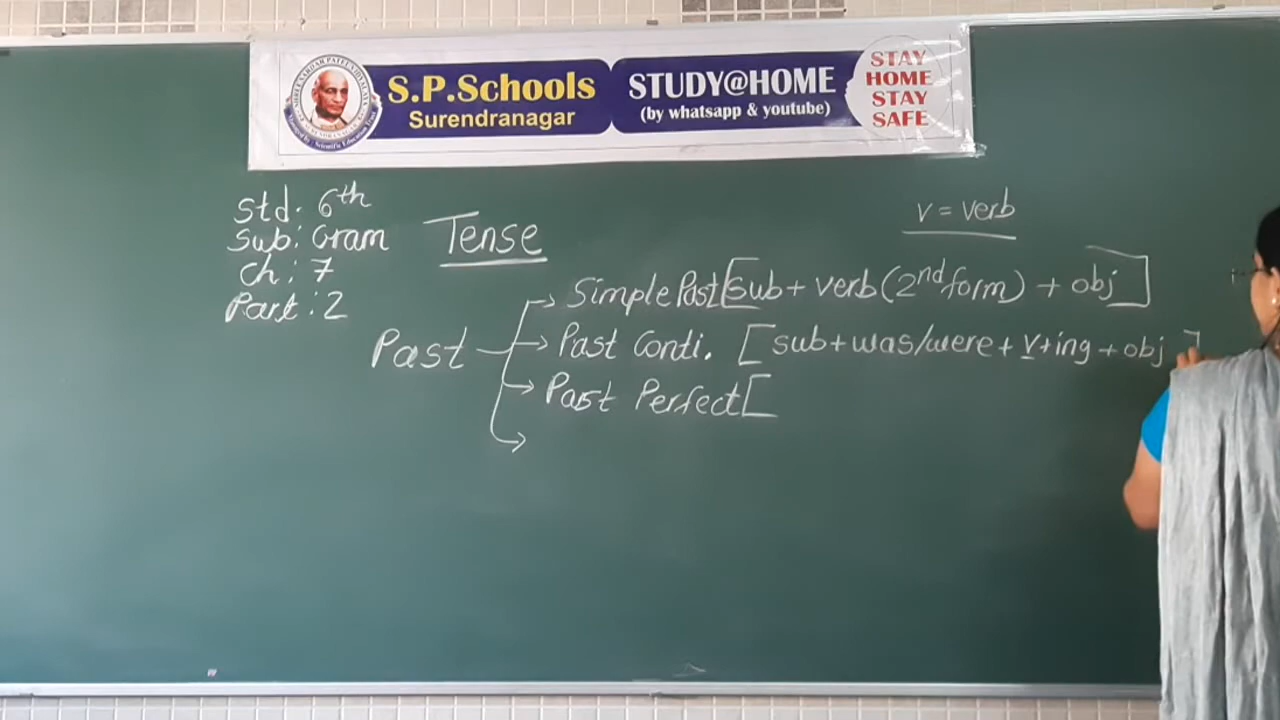 S.P.Schools
Surendranagar
STUDY@HOME
(by whatsapp & youtube)
STAY
HOME
STAY
SAFE
Std. 6th
Sub: Gram
Ch: 7
Part: 2
Tense
v = verb
Past
Simple Past [sub + verb (2nd form) + obj]
Past Conti. [sub + was/were + v+ing + obj ]
Past Perfect [